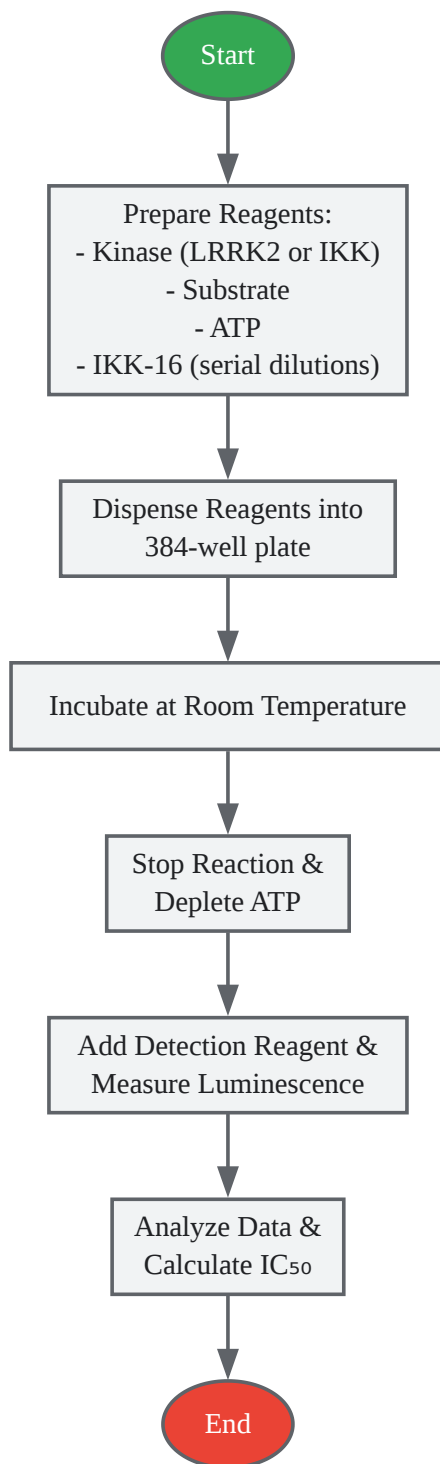 Start
Prepare Reagents:
- Kinase (LRRK2 or IKK)
- Substrate
- ATP
- IKK-16 (serial dilutions)
Dispense Reagents into
384-well plate
Incubate at Room Temperature
Stop Reaction &
Deplete ATP
Add Detection Reagent &
Measure Luminescence
Analyze Data &
Calculate IC₅₀
End